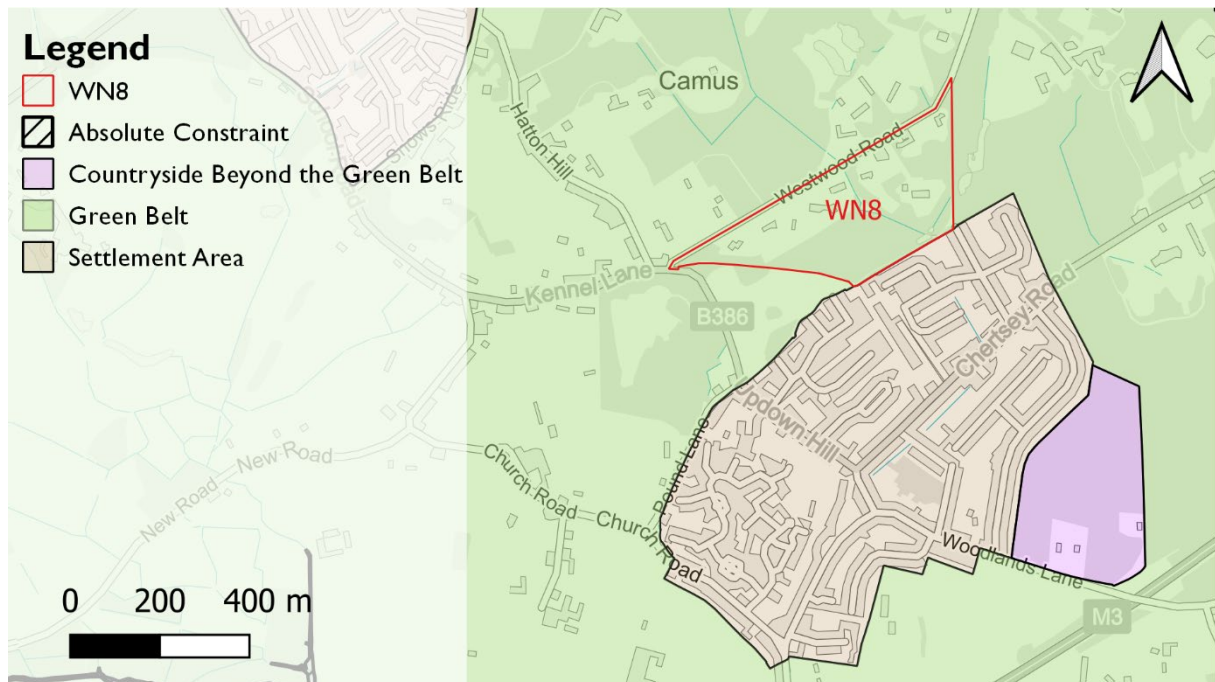 Legend
WN8
Absolute Constraint
Countryside Beyond the Green Belt
Green Belt
Settlement Area
Camus
Hatton Hill
Westwood Road
WN8
Kennel Lane
B386
Chertsey Road
Updown Hill
Pound Lane
New Road
New Road
Church Road
Church Road
Woodlands Lane
M3
0 200 400 m